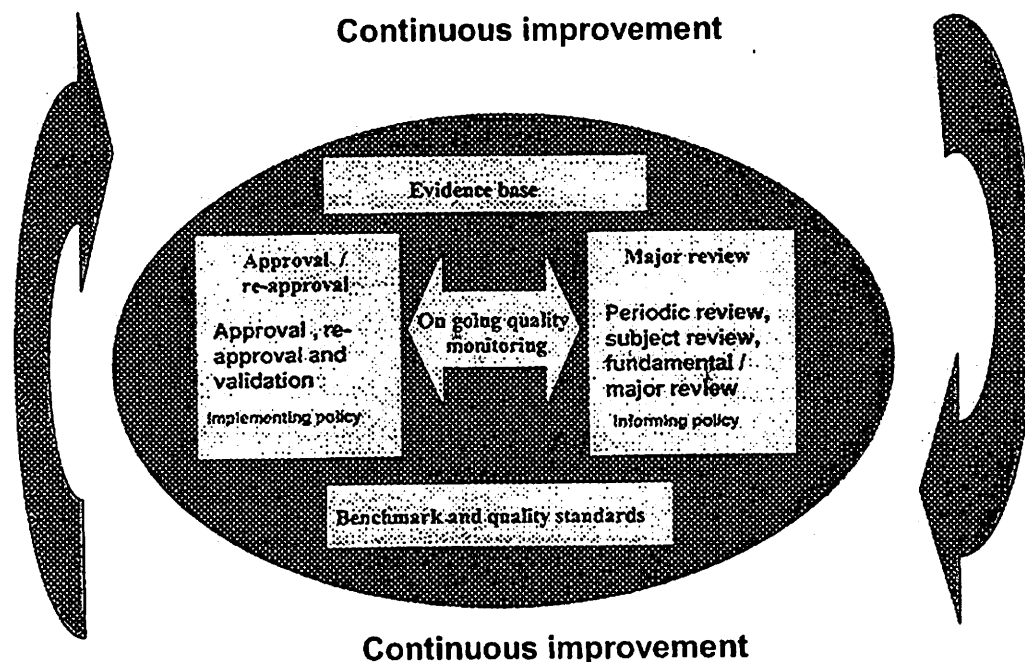 Continuous improvement
Evidence base
Approval /
re-approval
Approval , re-
approval and
validation :
Implementing policy
On going quality
monitoring
Major review
Periodic review,
subject review,
fundamental /
major review
Informing policy
Benchmark and quality standards
Continuous improvement